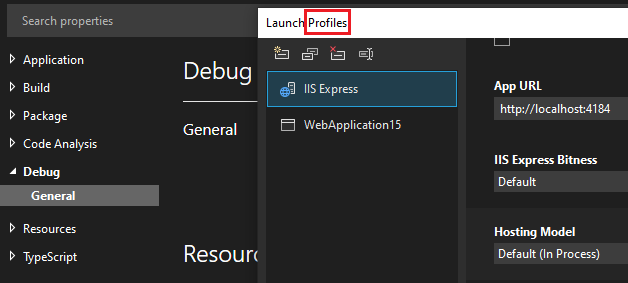 Search properties
Application
Build
Package
Code Analysis
Debug
General
Resources
TypeScript
Debug
General
Resour
Launch Profiles
IIS Express
WebApplication15
App URL
http://localhost:4184
IIS Express Bitness
Default
Hosting Model
Default (In Process)